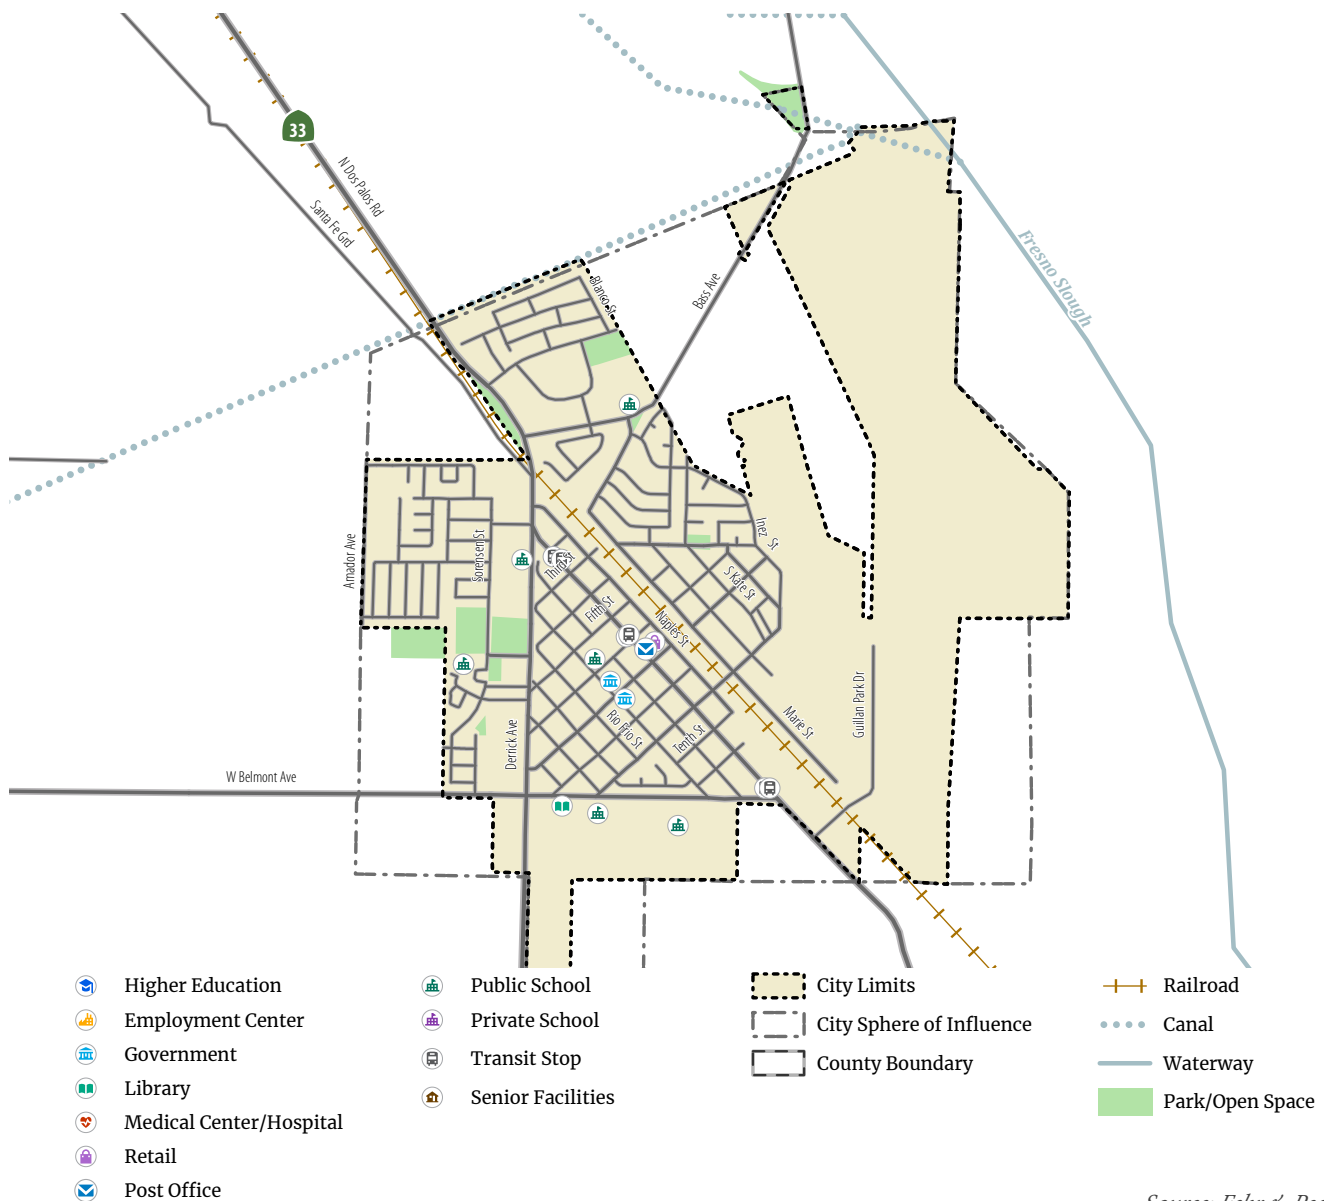 33
N Dos Palos Rd
Santa Fe Grd
Fresno Slough
Blanco St
Bass Ave
Amador Ave
Sorensen St
Third St
Inez St
S Kate St
Fifth St
Naples St
Rio Frio St
Tenth St
Marie St
Guillan Park Dr
Derrick Ave
W Belmont Ave
Higher Education
Employment Center
Government
Library
Medical Center/Hospital
Retail
Post Office
Public School
Private School
Transit Stop
Senior Facilities
City Limits
City Sphere of Influence
County Boundary
Railroad
Canal
Waterway
Park/Open Space